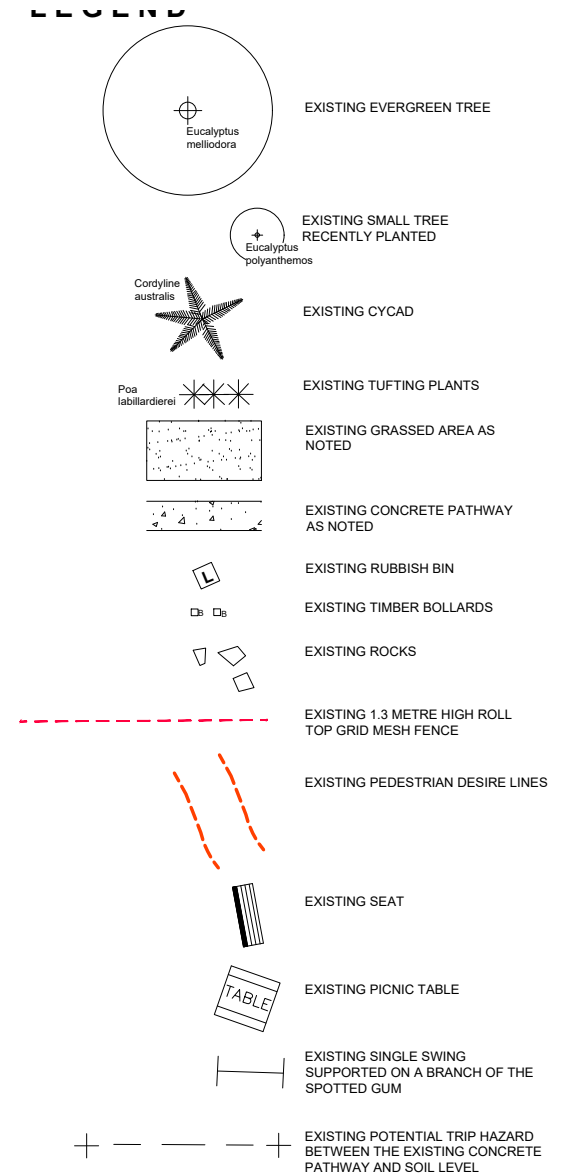 LEGEND
EXISTING EVERGREEN TREE
Eucalyptus
melliodora
EXISTING SMALL TREE
RECENTLY PLANTED
Eucalyptus
polyanthemos
Cordyline
australis
EXISTING CYCAD
Poa
labillardierei
EXISTING TUFTING PLANTS
EXISTING GRASSED AREA AS
NOTED
EXISTING CONCRETE PATHWAY
AS NOTED
L
EXISTING RUBBISH BIN
B B
EXISTING TIMBER BOLLARDS
EXISTING ROCKS
EXISTING 1.3 METRE HIGH ROLL
TOP GRID MESH FENCE
EXISTING PEDESTRIAN DESIRE LINES
EXISTING SEAT
TABLE
EXISTING PICNIC TABLE
EXISTING SINGLE SWING
SUPPORTED ON A BRANCH OF THE
SPOTTED GUM
EXISTING POTENTIAL TRIP HAZARD
BETWEEN THE EXISTING CONCRETE
PATHWAY AND SOIL LEVEL